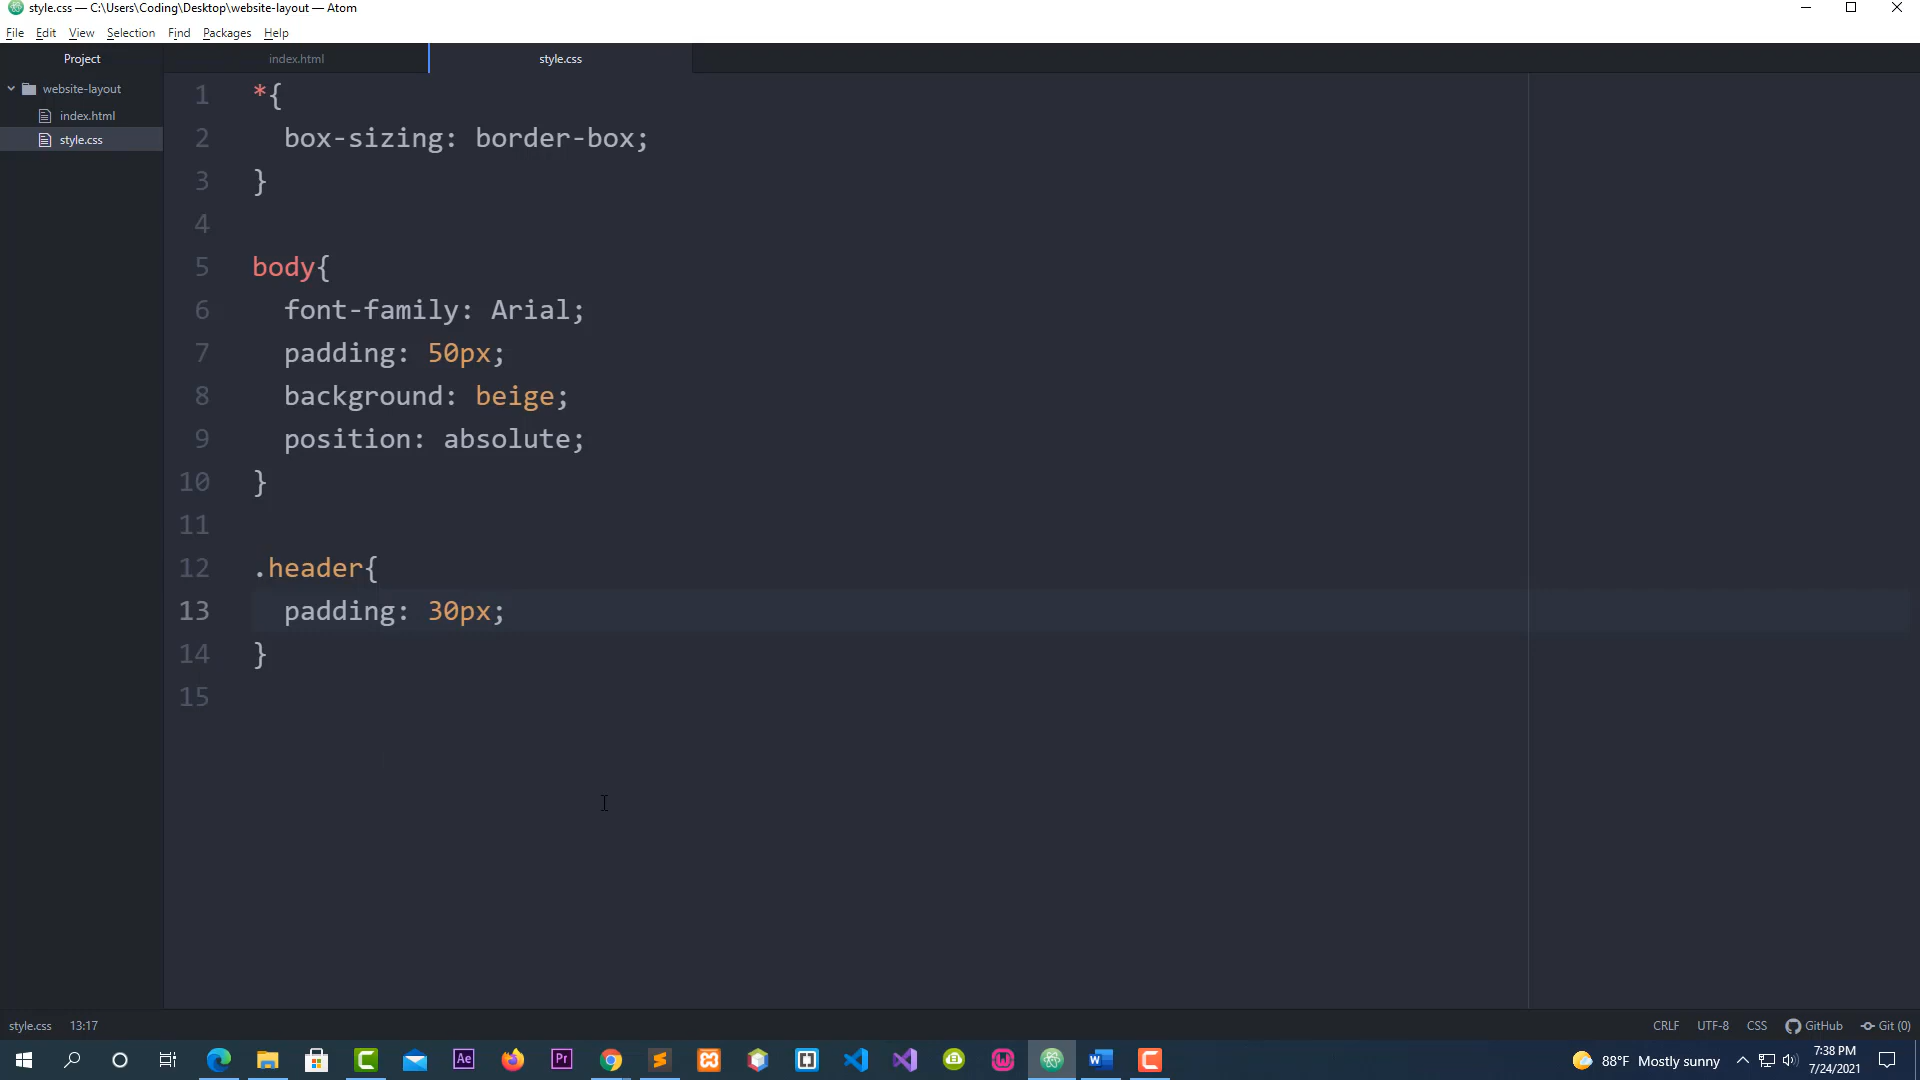 style.css — C:\Users\Coding\Desktop\website-layout — Atom
File Edit View Selection Find Packages Help
Project index.html style.css
website-layout
index.html
style.css
1 *{
2 box-sizing: border-box;
3 }
4
5 body{
6 font-family: Arial;
7 padding: 50px;
8 background: beige;
9 position: absolute;
10 }
11
12 .header{
13 padding: 30px;
14 }
15
style.css 13:17 CRLF UTF-8 CSS GitHub Git (0)
Ae Pr 88°F Mostly sunny 7:38 PM
7/24/2021